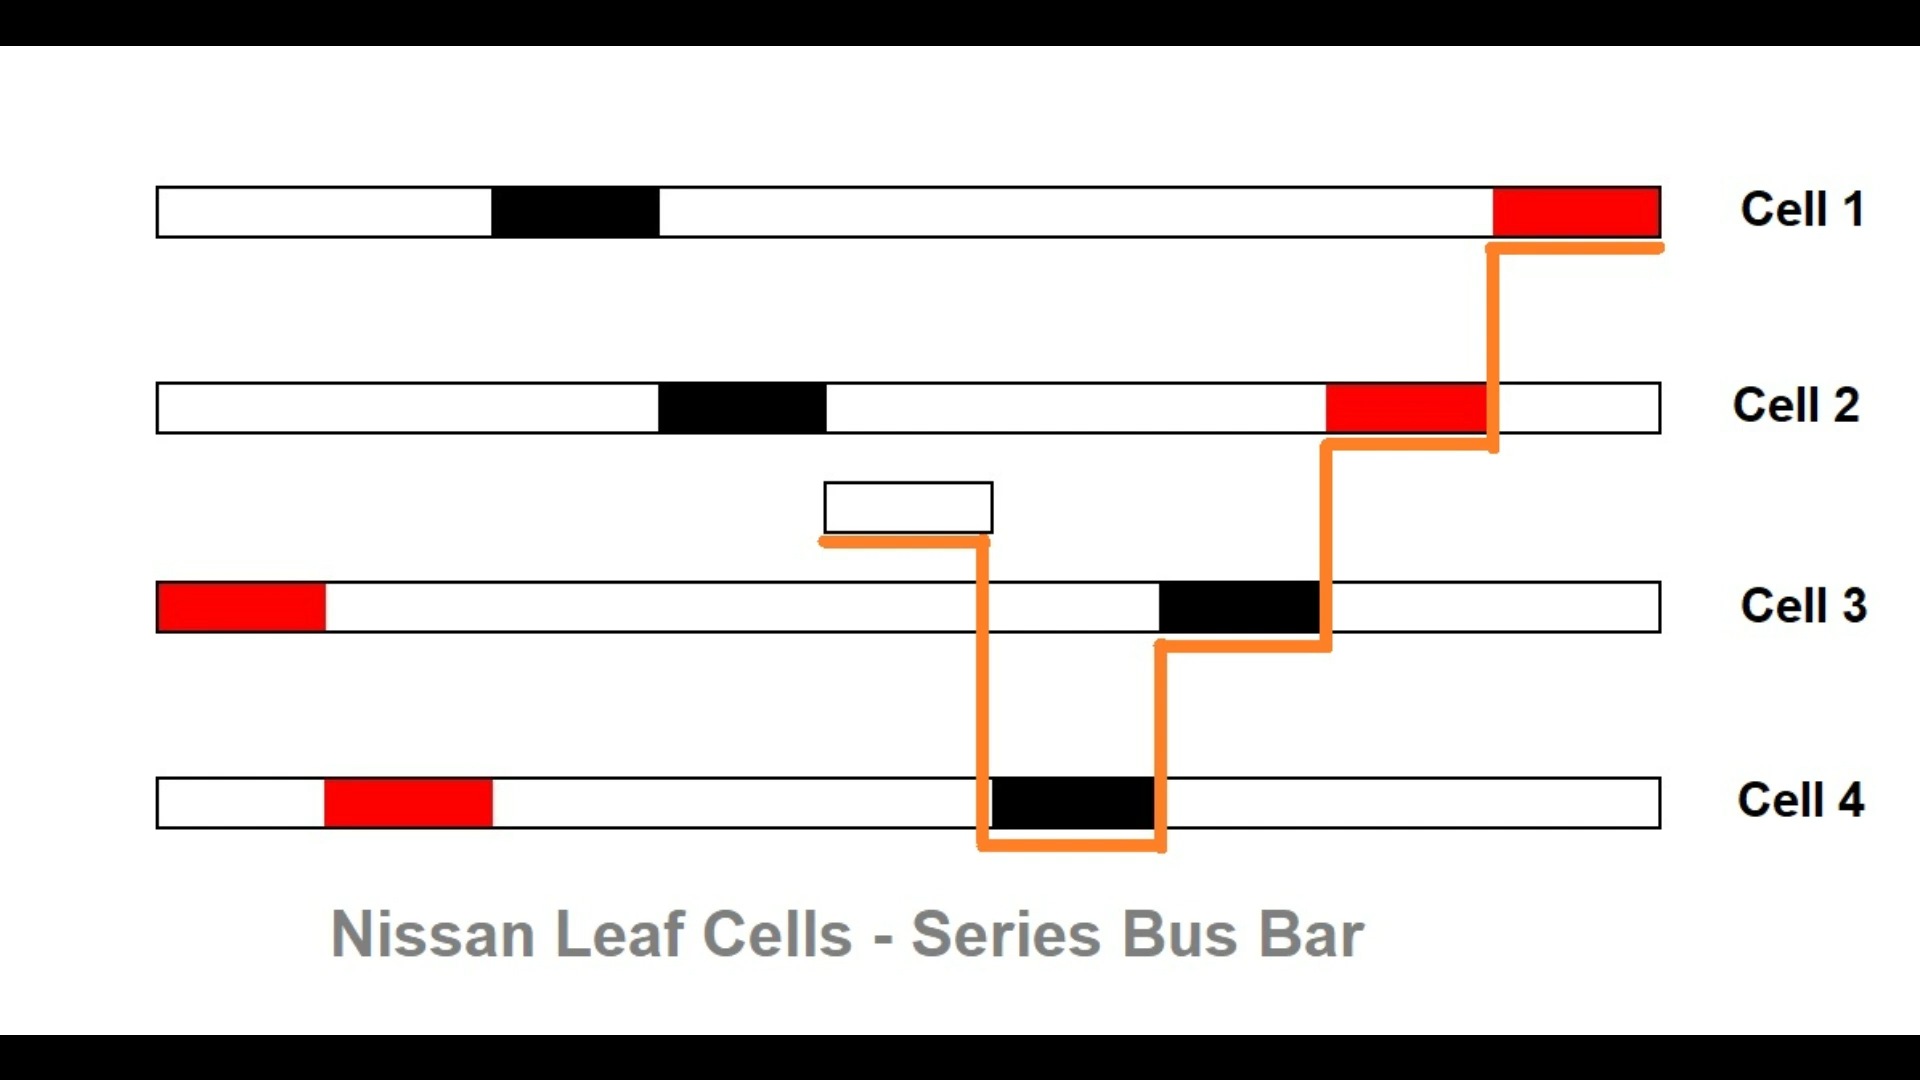 Cell 1
Cell 2
Cell 3
Cell 4
Nissan Leaf Cells - Series Bus Bar